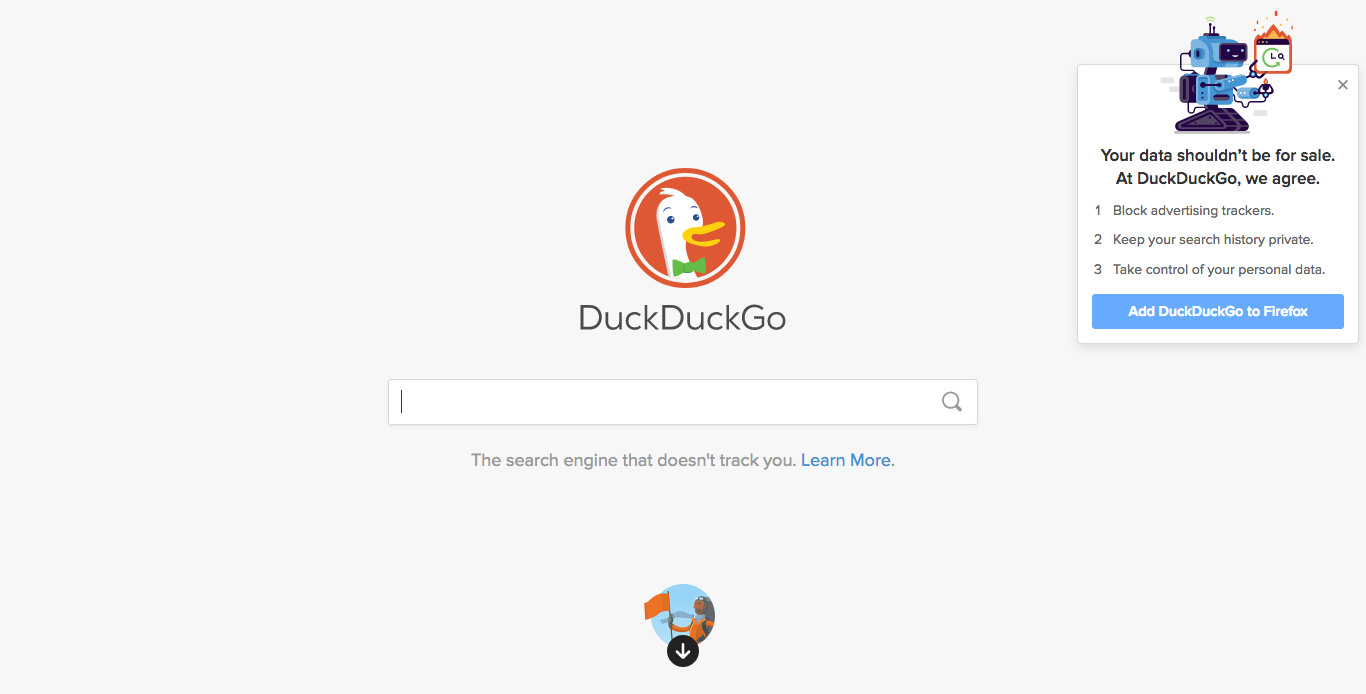 Your data shouldn't be for sale.
At DuckDuckGo, we agree.
1 Block advertising trackers.
2 Keep your search history private.
3 Take control of your personal data.
Add DuckDuckGo to Firefox
DuckDuckGo
The search engine that doesn't track you. Learn More.